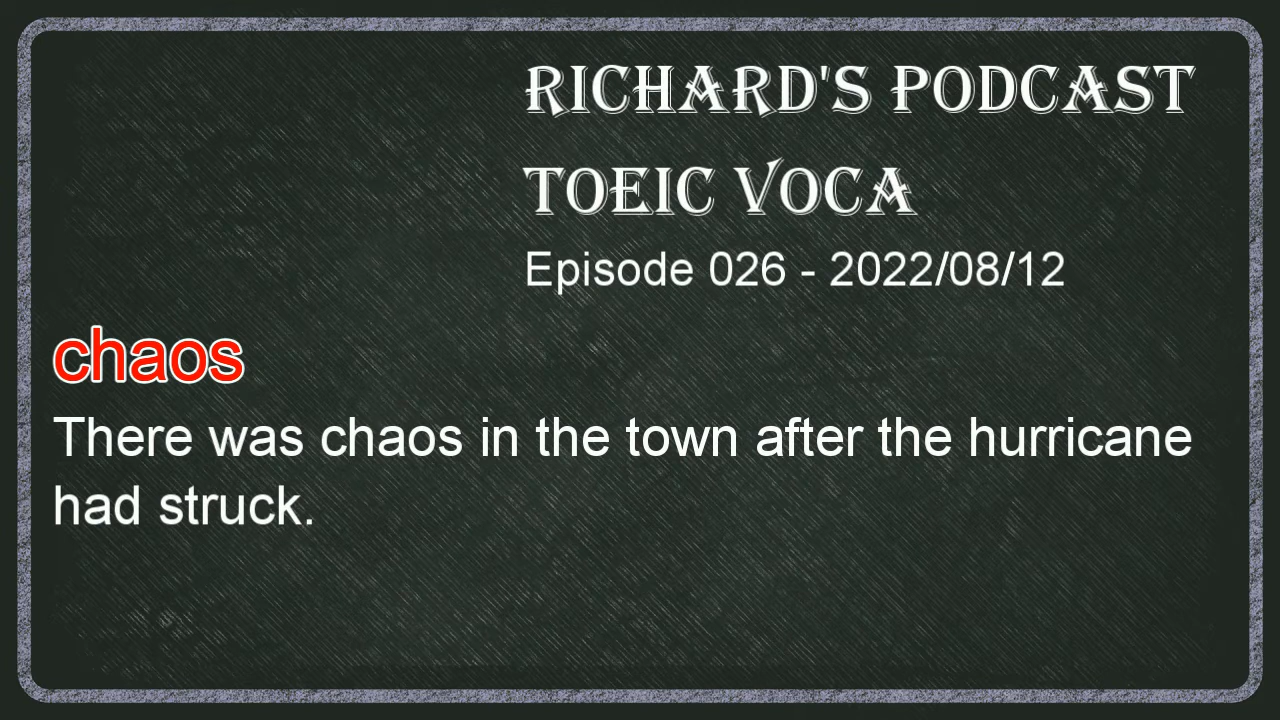 RICHARD'S PODCAST
TOEIC VOCA
Episode 026 - 2022/08/12
chaos
There was chaos in the town after the hurricane
had struck.